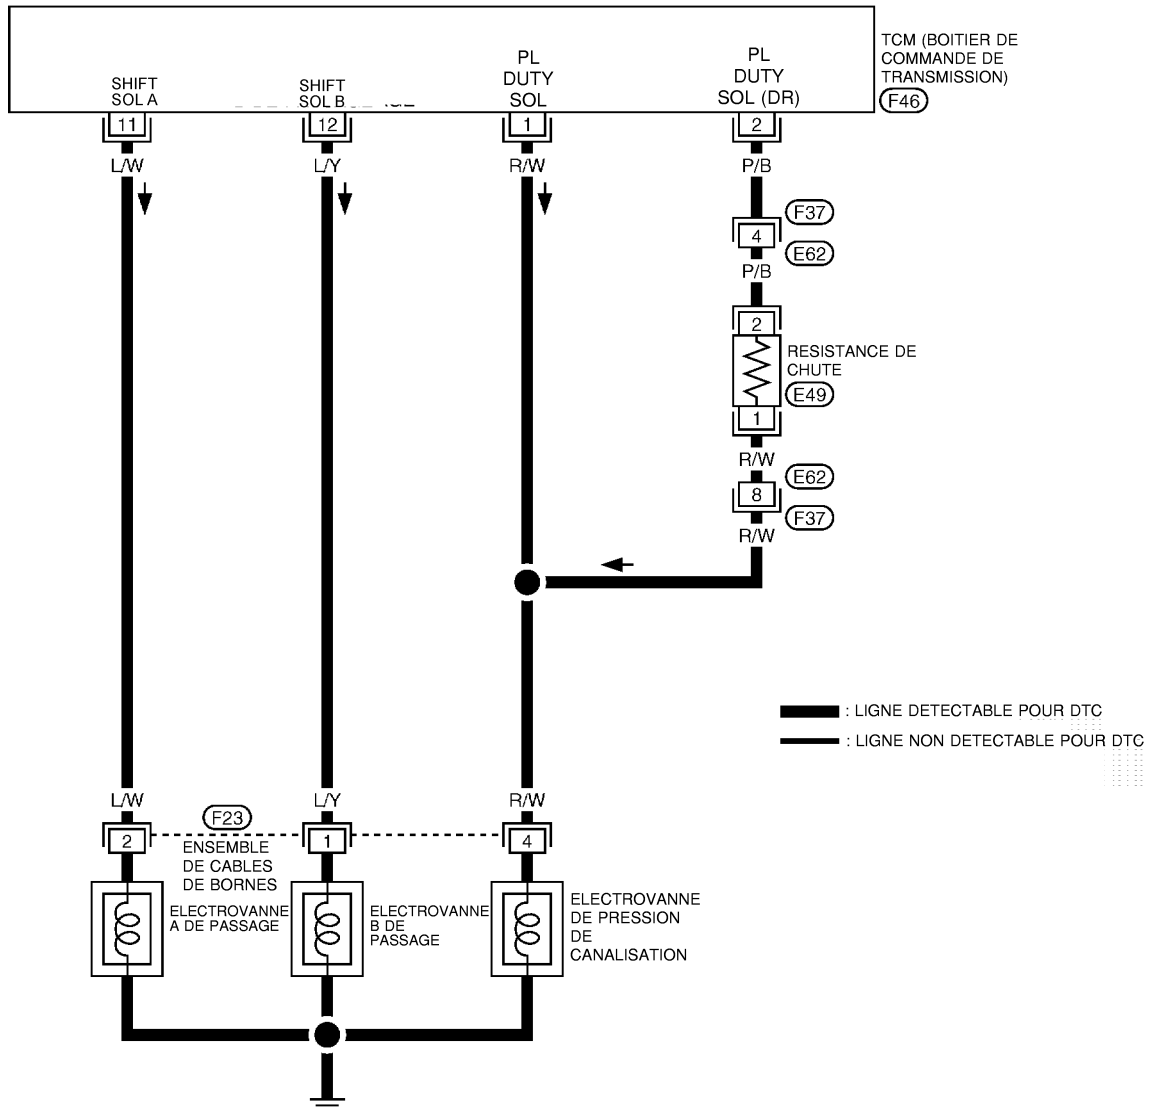 TCM (BOITIER DE
COMMANDE DE
TRANSMISSION)
F46
SHIFT
SOL A
SHIFT
SOL B
PL
DUTY
SOL
PL
DUTY
SOL (DR)
11
12
1
2
L/W
L/Y
R/W
P/B
F37
4
E62
P/B
2
RESISTANCE DE
CHUTE
E49
1
R/W
E62
8
F37
R/W
: LIGNE DETECTABLE POUR DTC
: LIGNE NON DETECTABLE POUR DTC
L/W
L/Y
R/W
F23
2
1
4
ENSEMBLE
DE CABLES
DE BORNES
ELECTROVANNE
A DE PASSAGE
ELECTROVANNE
B DE
PASSAGE
ELECTROVANNE
DE PRESSION
DE
CANALISATION